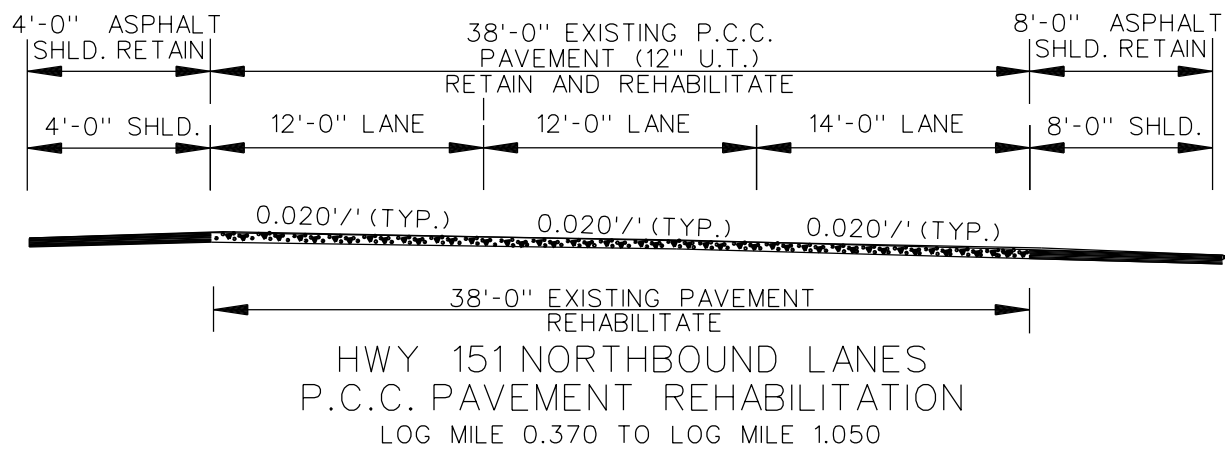 4'-0" ASPHALT
SHLD. RETAIN
38'-0" EXISTING P.C.C.
PAVEMENT (12" U.T.)
RETAIN AND REHABILITATE
8'-0" ASPHALT
SHLD. RETAIN
4'-0" SHLD.
12'-0" LANE
12'-0" LANE
14'-0" LANE
8'-0" SHLD.
0.020'/' (TYP.)
0.020'/' (TYP.)
0.020'/' (TYP.)
38'-0" EXISTING PAVEMENT
REHABILITATE
HWY 151 NORTHBOUND LANES
P.C.C. PAVEMENT REHABILITATION
LOG MILE 0.370 TO LOG MILE 1.050